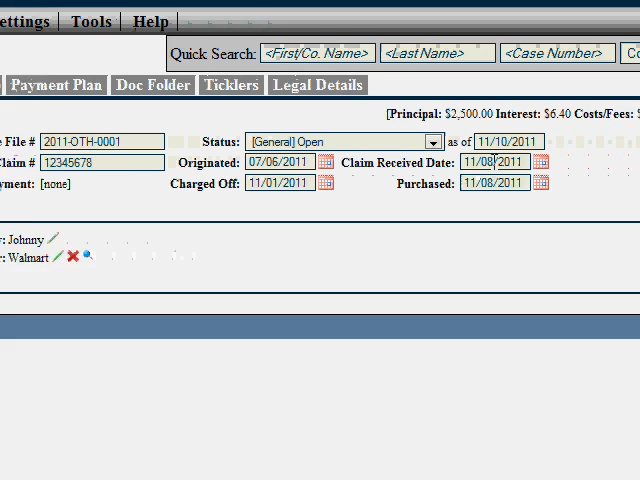 ettings Tools Help
Quick Search: <First/Co. Name> <Last Name> <Case Number> Co
Payment Plan Doc Folder Ticklers Legal Details
[Principal: $2,500.00 Interest: $6.40 Costs/Fees: $
e File # 2011-OTH-0001 Status: [General] Open as of 11/10/2011
Claim # 12345678 Originated: 07/06/2011 Claim Received Date: 11/08/2011
yment: [none] Charged Off: 11/01/2011 Purchased: 11/08/2011
: Johnny
r: Walmart